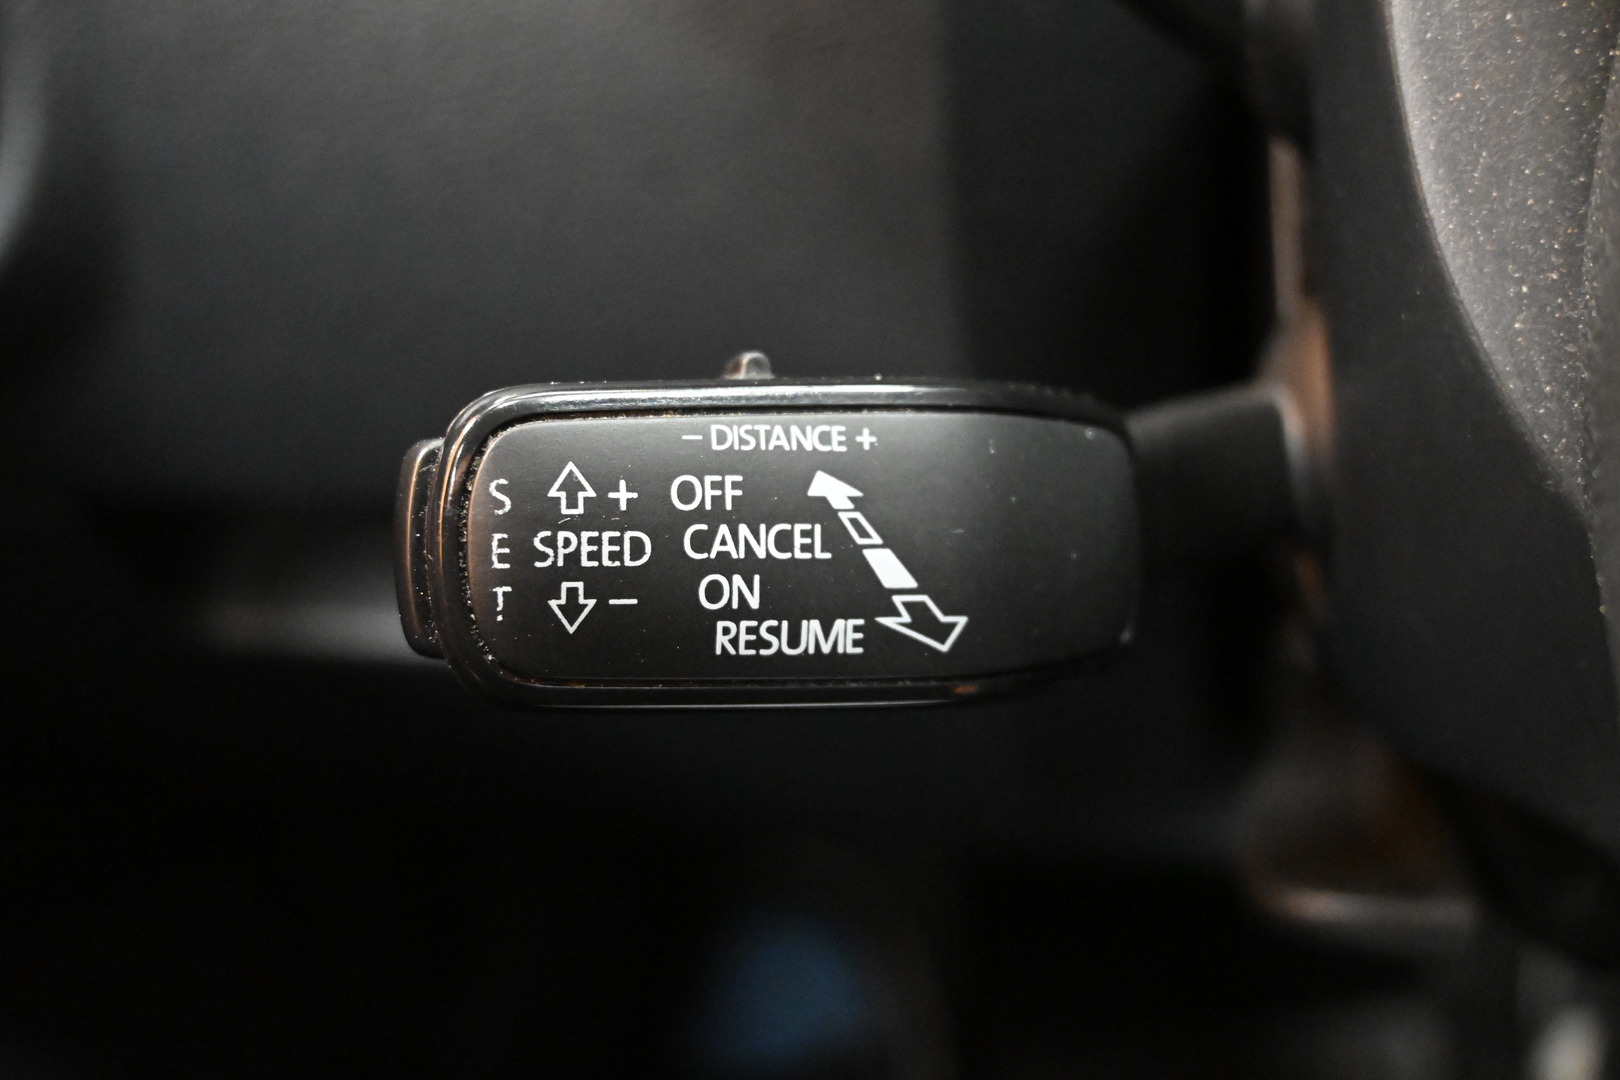 - DISTANCE +
S
E
T
+
SPEED
-
OFF
CANCEL
ON
RESUME